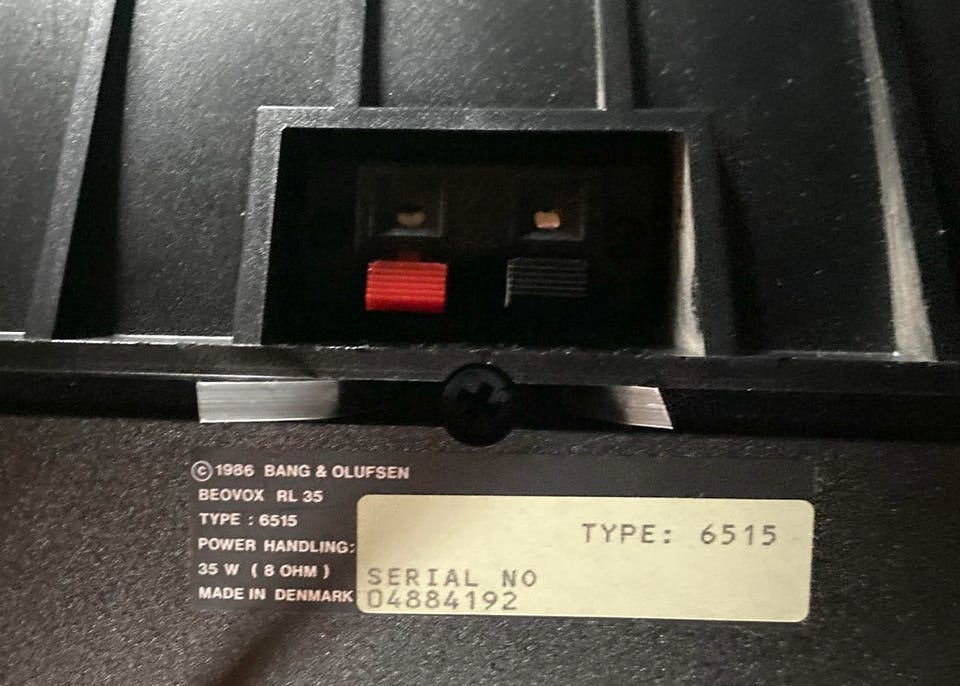 ©1986 BANG & OLUFSEN
BEOVOX RL 35
TYPE : 6515
POWER HANDLING:
35 W ( 8 OHM )
MADE IN DENMARK
TYPE: 6515
SERIAL NO
04884192